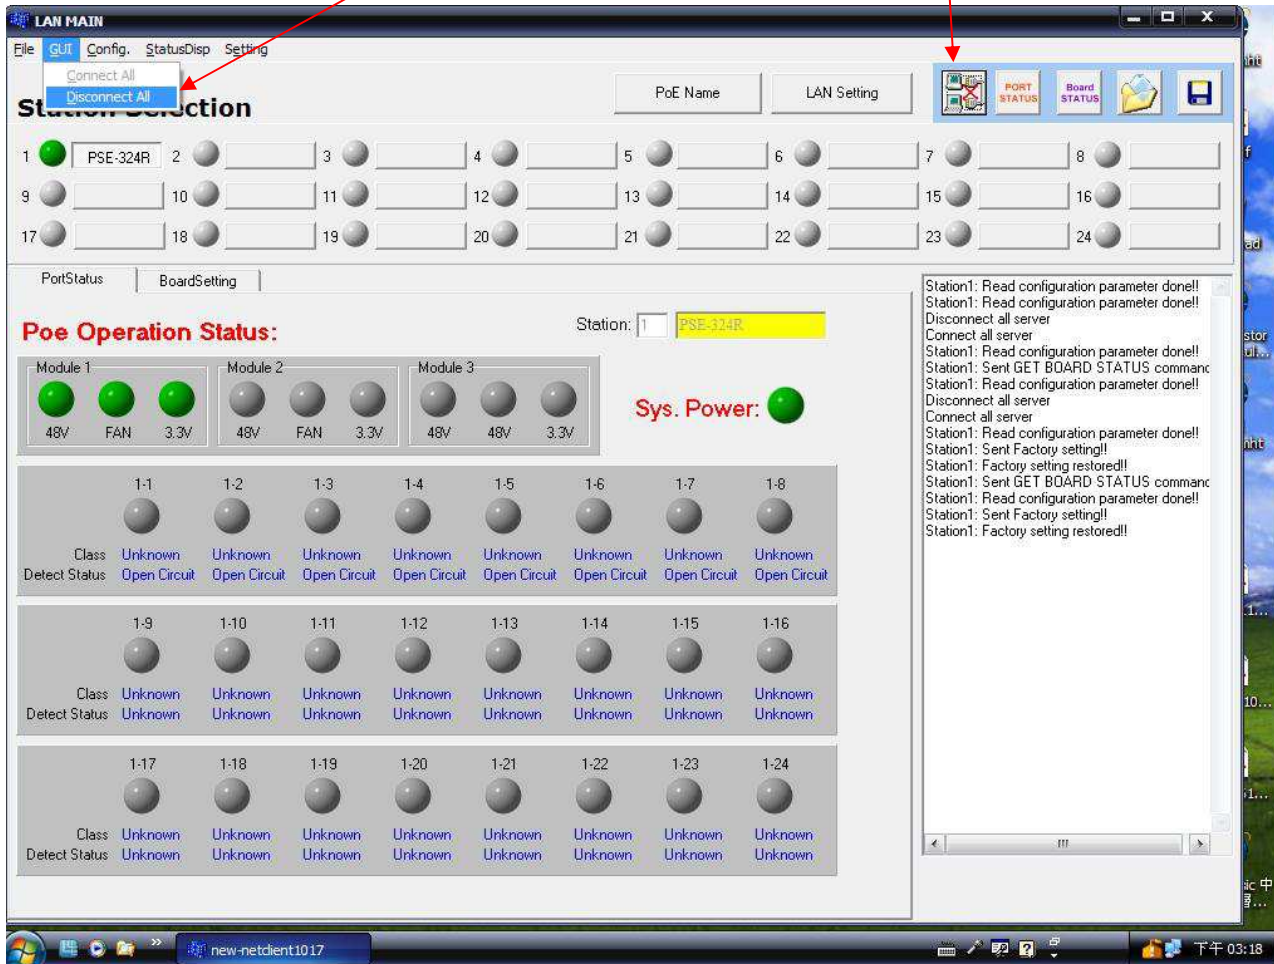 LAN MAIN
File GUI Config. StatusDisp Setting
Connect All
Disconnect All
Station Selection
PoE Name LAN Setting PORT STATUS Board STATUS
1 PSE-324R 2 3 4 5 6 7 8
9 10 11 12 13 14 15 16
17 18 19 20 21 22 23 24
PortStatus BoardSetting
Poe Operation Status:
Station: 1 PSE-324R
Module 1 Module 2 Module 3
48V FAN 3.3V 48V FAN 3.3V 48V 48V 3.3V
Sys. Power:
1-1 1-2 1-3 1-4 1-5 1-6 1-7 1-8
Class Unknown Unknown Unknown Unknown Unknown Unknown Unknown Unknown
Detect Status Open Circuit Open Circuit Open Circuit Open Circuit Open Circuit Open Circuit Open Circuit Open Circuit
1-9 1-10 1-11 1-12 1-13 1-14 1-15 1-16
Class Unknown Unknown Unknown Unknown Unknown Unknown Unknown Unknown
Detect Status Unknown Unknown Unknown Unknown Unknown Unknown Unknown Unknown
1-17 1-18 1-19 1-20 1-21 1-22 1-23 1-24
Class Unknown Unknown Unknown Unknown Unknown Unknown Unknown Unknown
Detect Status Unknown Unknown Unknown Unknown Unknown Unknown Unknown Unknown
Station1: Read configuration parameter done!!
Station1: Read configuration parameter done!!
Disconnect all server
Connect all server
Station1: Read configuration parameter done!!
Station1: Sent GET BOARD STATUS command
Station1: Read configuration parameter done!!
Disconnect all server
Connect all server
Station1: Read configuration parameter done!!
Station1: Sent Factory setting!!
Station1: Factory setting restored!!
Station1: Sent GET BOARD STATUS command
Station1: Read configuration parameter done!!
Station1: Sent Factory setting!!
Station1: Factory setting restored!!
new-netclient1017
下午 03:18